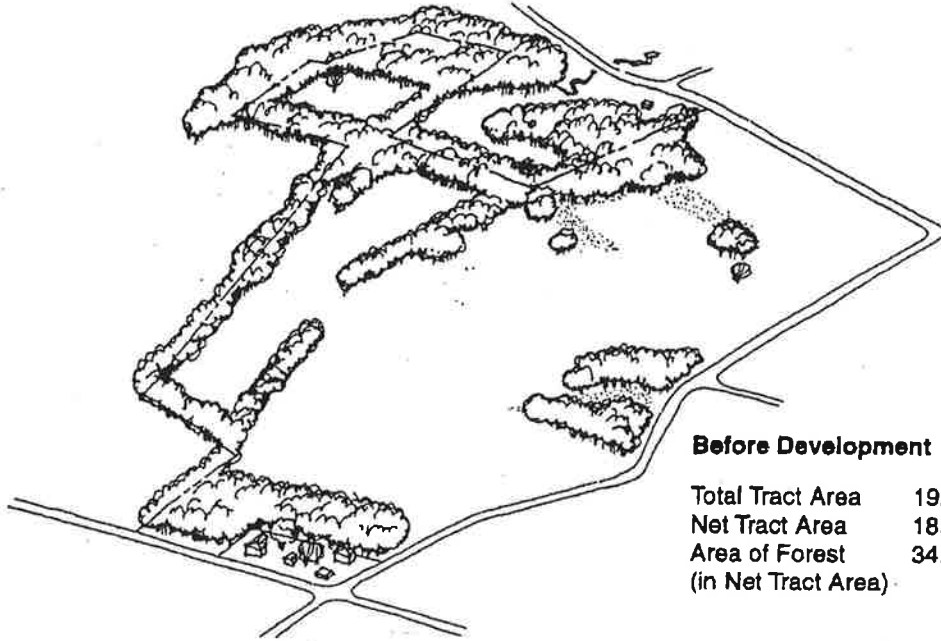 Before Development
Total Tract Area 19
Net Tract Area 18
Area of Forest 34
(in Net Tract Area)